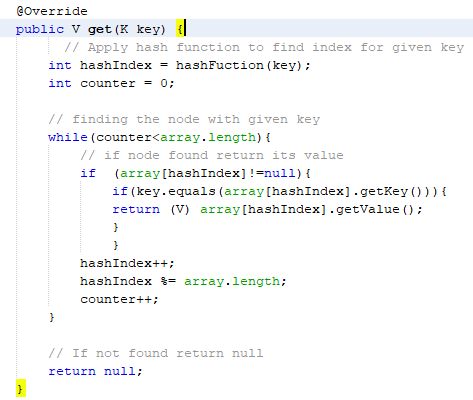 @Override
public V get(K key) {
// Apply hash function to find index for given key
int hashIndex = hashFuction(key);
int counter = 0;
// finding the node with given key
while(counter<array.length){
// if node found return its value
if (array[hashIndex]!=null){
if(key.equals(array[hashIndex].getKey())){
return (V) array[hashIndex].getValue();
}
}
hashIndex++;
hashIndex %= array.length;
counter++;
}
// If not found return null
return null;
}